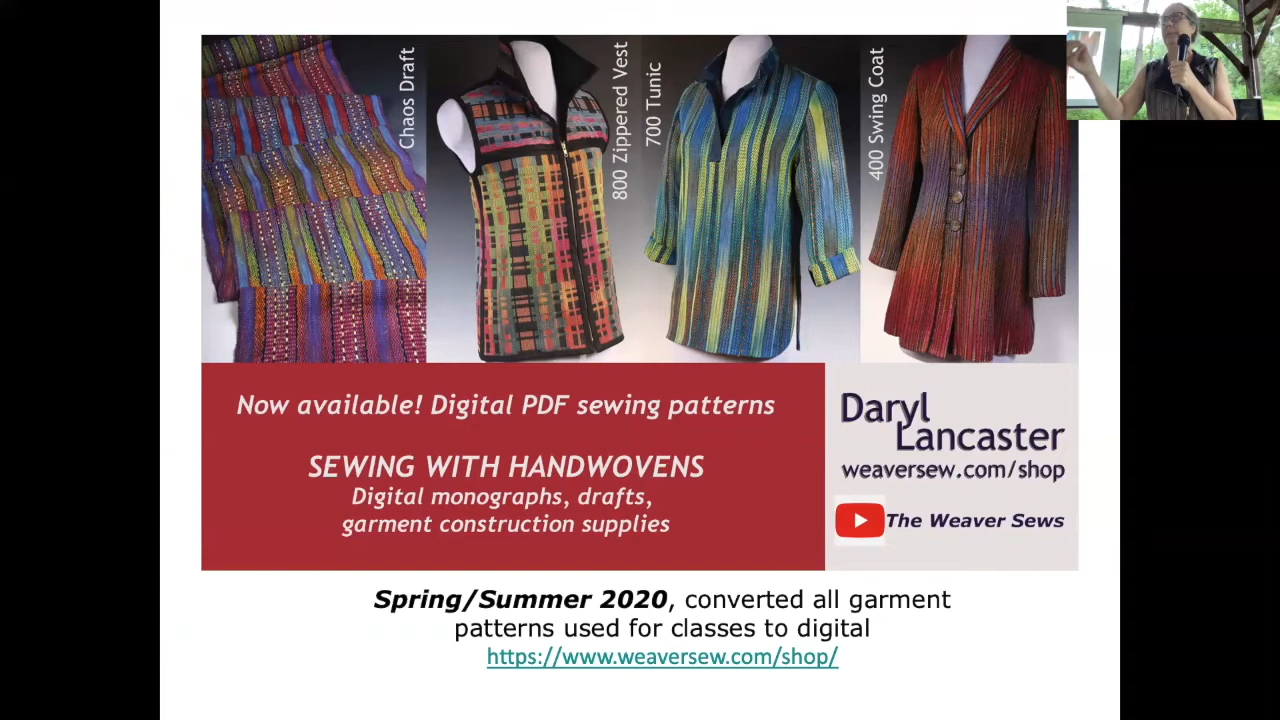 Chaos Draft
800 Zippered Vest
700 Tunic
400 Swing Coat
Now available! Digital PDF sewing patterns
SEWING WITH HANDWOVENS
Digital monographs, drafts,
garment construction supplies
Daryl
Lancaster
weaversew.com/shop
The Weaver Sews
Spring/Summer 2020, converted all garment
patterns used for classes to digital
https://www.weaversew.com/shop/